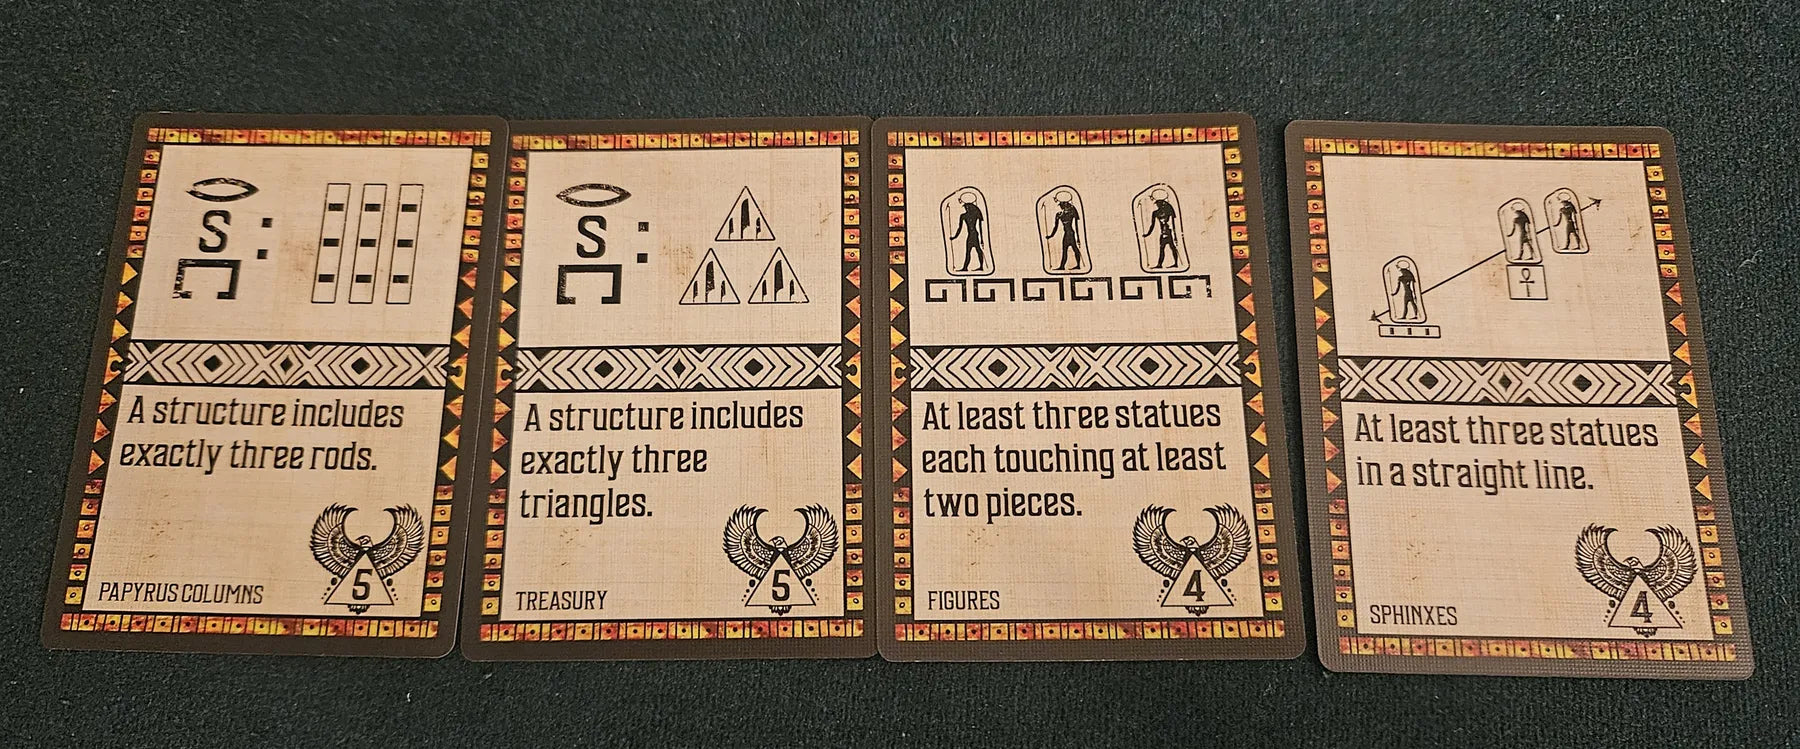 S :
A structure includes
exactly three rods.
PAPYRUS COLUMNS
5
S :
A structure includes
exactly three
triangles.
TREASURY
5
At least three statues
each touching at least
two pieces.
FIGURES
4
At least three statues
in a straight line.
SPHINXES
4